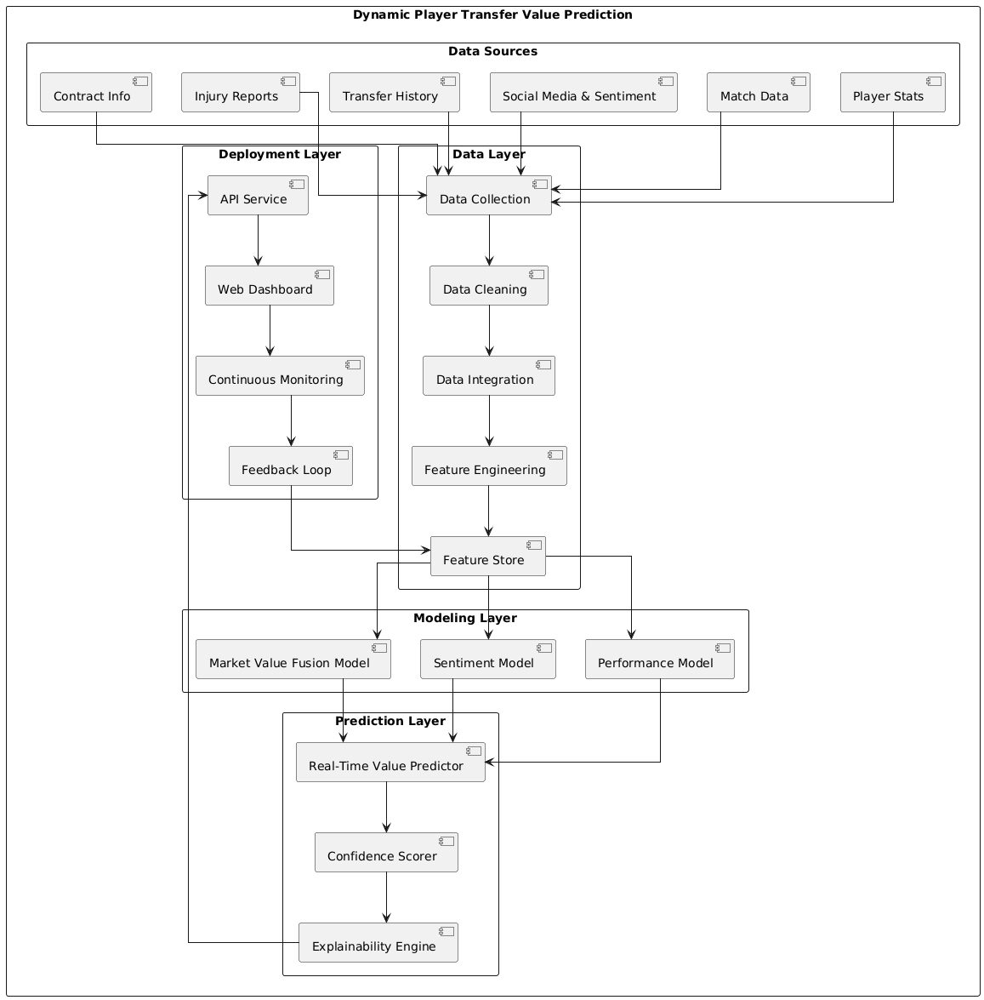 Dynamic Player Transfer Value Prediction
Data Sources
Contract Info
Injury Reports
Transfer History
Social Media & Sentiment
Match Data
Player Stats
Deployment Layer
API Service
Web Dashboard
Continuous Monitoring
Feedback Loop
Data Layer
Data Collection
Data Cleaning
Data Integration
Feature Engineering
Feature Store
Modeling Layer
Market Value Fusion Model
Sentiment Model
Performance Model
Prediction Layer
Real-Time Value Predictor
Confidence Scorer
Explainability Engine